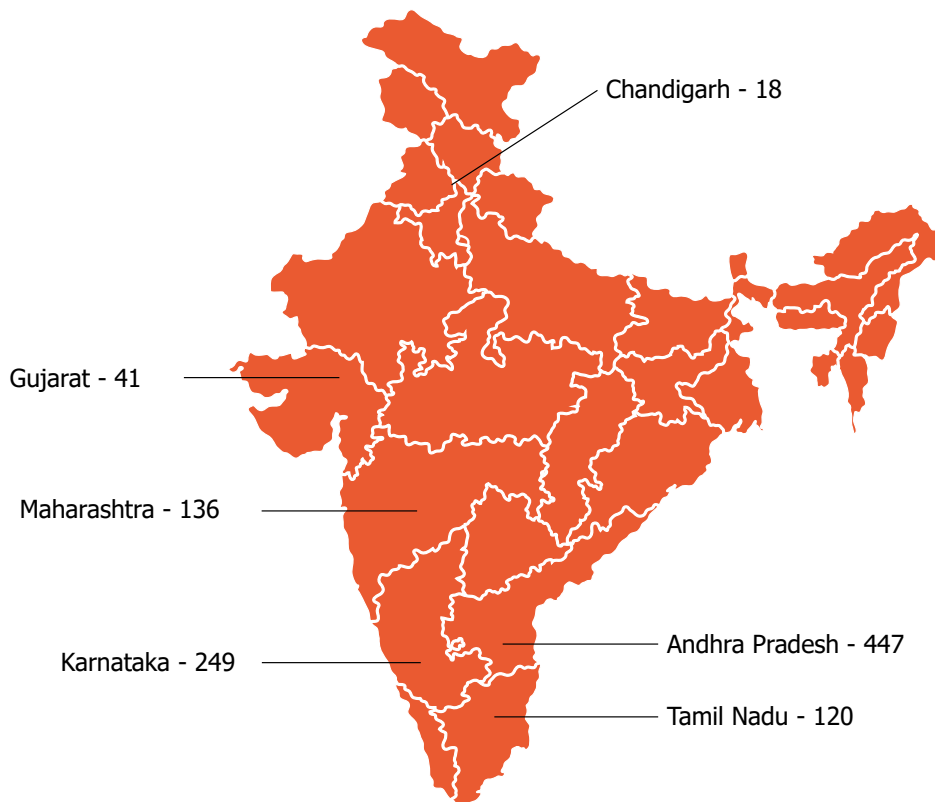 Chandigarh - 18
Gujarat - 41
Maharashtra - 136
Karnataka - 249
Andhra Pradesh - 447
Tamil Nadu - 120